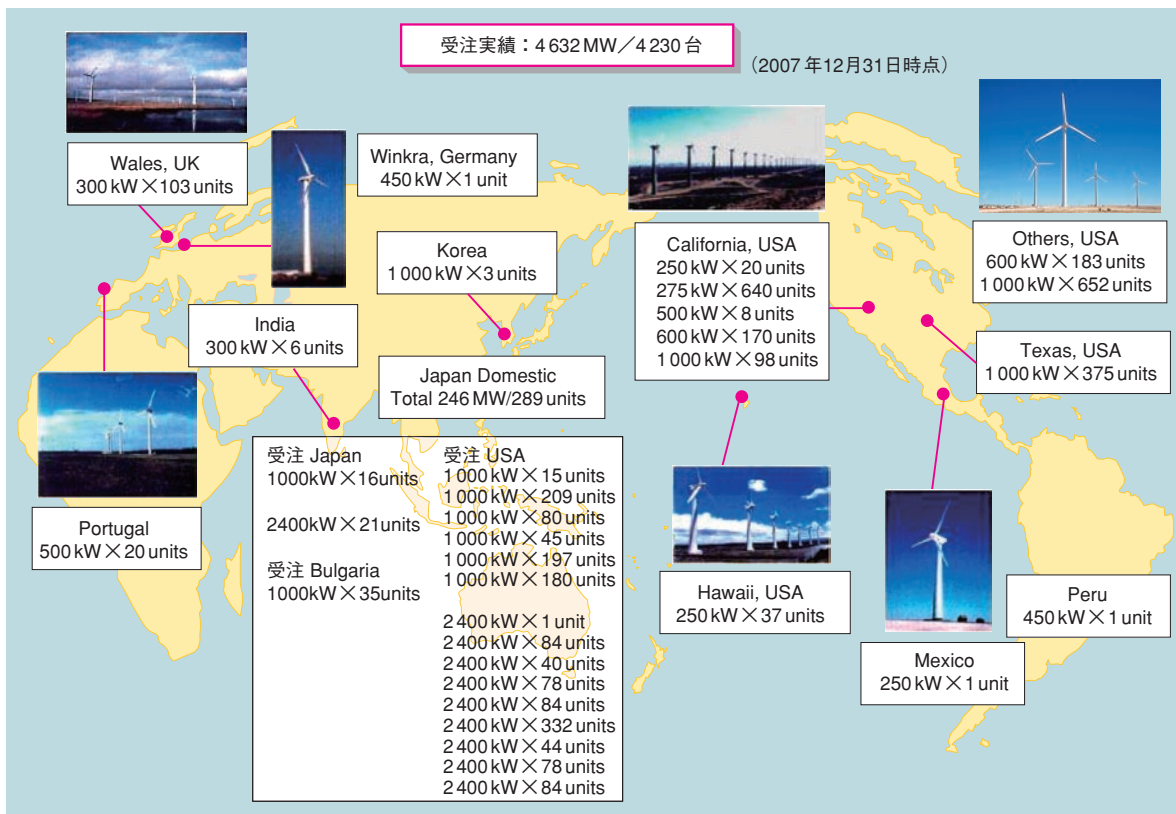 受注実績：4 632 MW／4 230 台
（2007 年12月31日時点）
Wales, UK
300 kW×103 units
Winkra, Germany
450 kW×1 unit
Korea
1 000 kW×3 units
India
300 kW×6 units
Japan Domestic
Total 246 MW/289 units
Portugal
500 kW×20 units
受注 Japan
1000kW×16units
2400kW×21units
受注 Bulgaria
1000kW×35units
受注 USA
1 000 kW×15 units
1 000 kW×209 units
1 000 kW×80 units
1 000 kW×45 units
1 000 kW×197 units
1 000 kW×180 units
2 400 kW×1 unit
2 400 kW×84 units
2 400 kW×40 units
2 400 kW×78 units
2 400 kW×84 units
2 400 kW×332 units
2 400 kW×44 units
2 400 kW×78 units
2 400 kW×84 units
California, USA
250 kW×20 units
275 kW×640 units
500 kW×8 units
600 kW×170 units
1 000 kW×98 units
Others, USA
600 kW×183 units
1 000 kW×652 units
Texas, USA
1 000 kW×375 units
Hawaii, USA
250 kW×37 units
Peru
450 kW×1 unit
Mexico
250 kW×1 unit